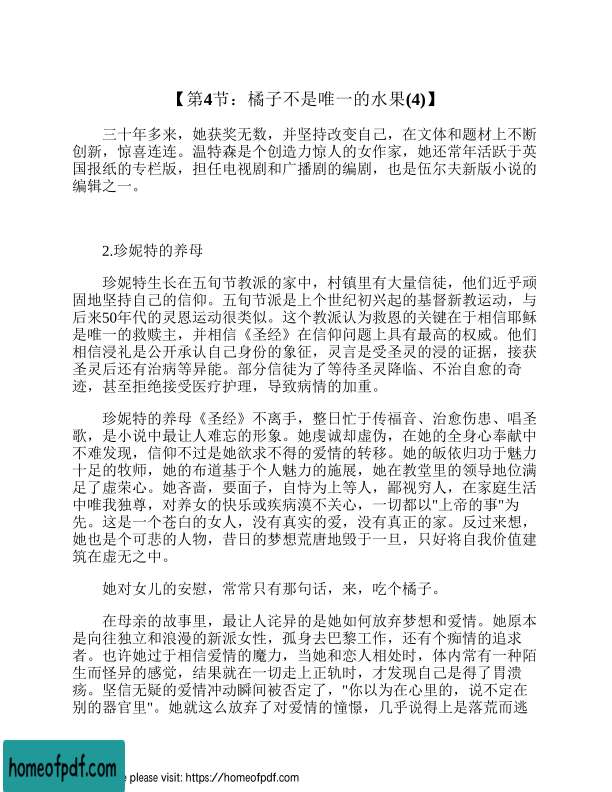 【第4节：橘子不是唯一的水果(4)】
三十年多来，她获奖无数，并坚持改变自己，在文体和题材上不断
创新，惊喜连连。温特森是个创造力惊人的女作家，她还常年活跃于英
国报纸的专栏版，担任电视剧和广播剧的编剧，也是伍尔夫新版小说的
编辑之一。
2.珍妮特的养母
珍妮特生长在五旬节教派的家中，村镇里有大量信徒，他们近乎顽
固地坚持自己的信仰。五旬节派是上个世纪初兴起的基督新教运动，与
后来50年代的灵恩运动很类似。这个教派认为救恩的关键在于相信耶稣
是唯一的救赎主，并相信《圣经》在信仰问题上具有最高的权威。他们
相信浸礼是公开承认自己身份的象征，灵言是受圣灵的浸的证据，接获
圣灵后还有治病等异能。部分信徒为了等待圣灵降临、不治自愈的奇
迹，甚至拒绝接受医疗护理，导致病情的加重。
珍妮特的养母《圣经》不离手，整日忙于传福音、治愈伤患、唱圣
歌，是小说中最让人难忘的形象。她虔诚却虚伪，在她的全身心奉献中
不难发现，信仰不过是她欲求不得的爱情的转移。她的皈依归功于魅力
十足的牧师，她的布道基于个人魅力的施展，她在教堂里的领导地位满
足了虚荣心。她吝啬，要面子，自恃为上等人，鄙视穷人，在家庭生活
中唯我独尊，对养女的快乐或疾病漠不关心，一切都以"上帝的事"为
先。这是一个苍白的女人，没有真实的爱，没有真正的家。反过来想，
她也是个可悲的人物，昔日的梦想荒唐地毁于一旦，只好将自我价值建
筑在虚无之中。
她对女儿的安慰，常常只有那句话，来，吃个橘子。
在母亲的故事里，最让人诧异的是她如何放弃梦想和爱情。她原本
是向往独立和浪漫的新派女性，孤身去巴黎工作，还有个痴情的追求
者。也许她过于相信爱情的魔力，当她和恋人相处时，体内常有一种陌
生而怪异的感觉，结果就在一切走上正轨时，才发现自己是得了胃溃
疡。坚信无疑的爱情冲动瞬间被否定了，"你以为在心里的，说不定在
别的器官里"。她就这么放弃了对爱情的憧憬，几乎说得上是落荒而逃
homeofpdf.com
please visit: https://homeofpdf.com